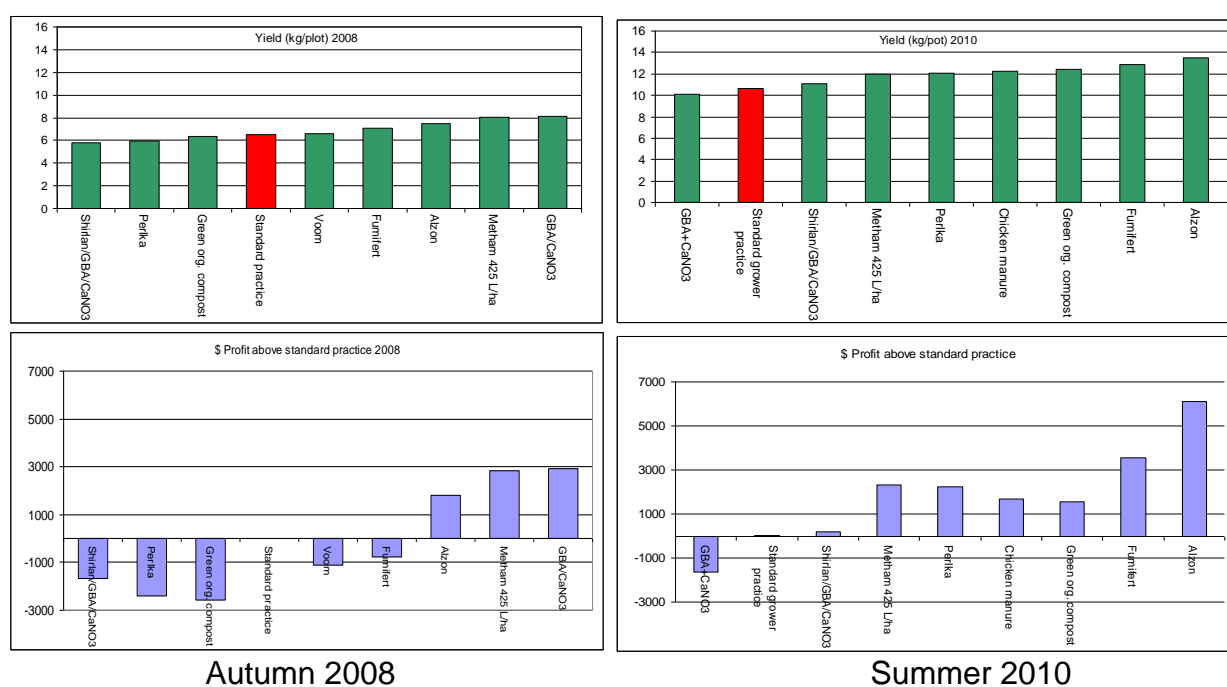 Yield (kg/plot) 2008
16
14
12
10
8
6
4
2
0
Shirlan/GBA/CaNO3
Perlka
Green org. compost
Standard practice
Voom
Fumifert
Alzon
Metham 425 L/ha
GBA/CaNO3
Yield (kg/pot) 2010
16
14
12
10
8
6
4
2
0
GBA+CaNO3
Standard grower
practice
Shirlan/GBA/CaNO3
Metham 425 L/ha
Perlka
Chicken manure
Green org. compost
Fumifert
Alzon
$ Profit above standard practice 2008
7000
5000
3000
1000
-1000
-3000
Shirlan/GBA/CaNO3
Perlka
Green org. compost
Standard practice
Voom
Fumifert
Alzon
Metham 425 L/ha
GBA/CaNO3
$ Profit above standard practice
7000
5000
3000
1000
-1000
-3000
GBA+CaNO3
Standard grower
practice
Shirlan/GBA/CaNO3
Metham 425 L/ha
Perlka
Chicken manure
Green org. compost
Fumifert
Alzon
Autumn 2008
Summer 2010